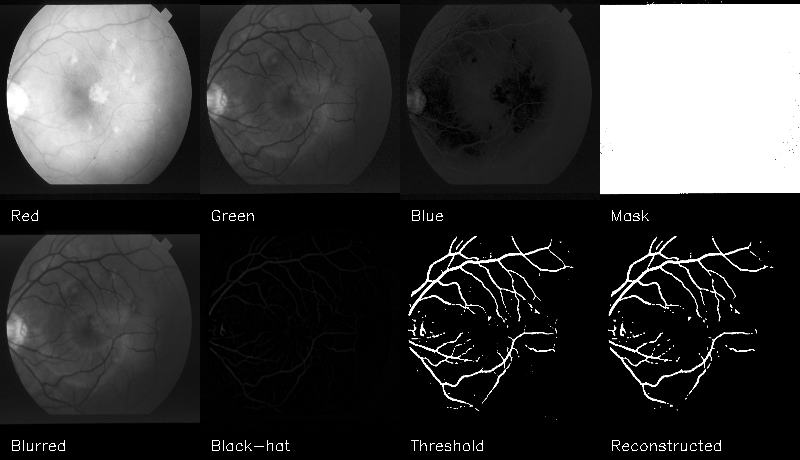 Red
Green
Blue
Mask
Blurred
Black-hat
Threshold
Reconstructed